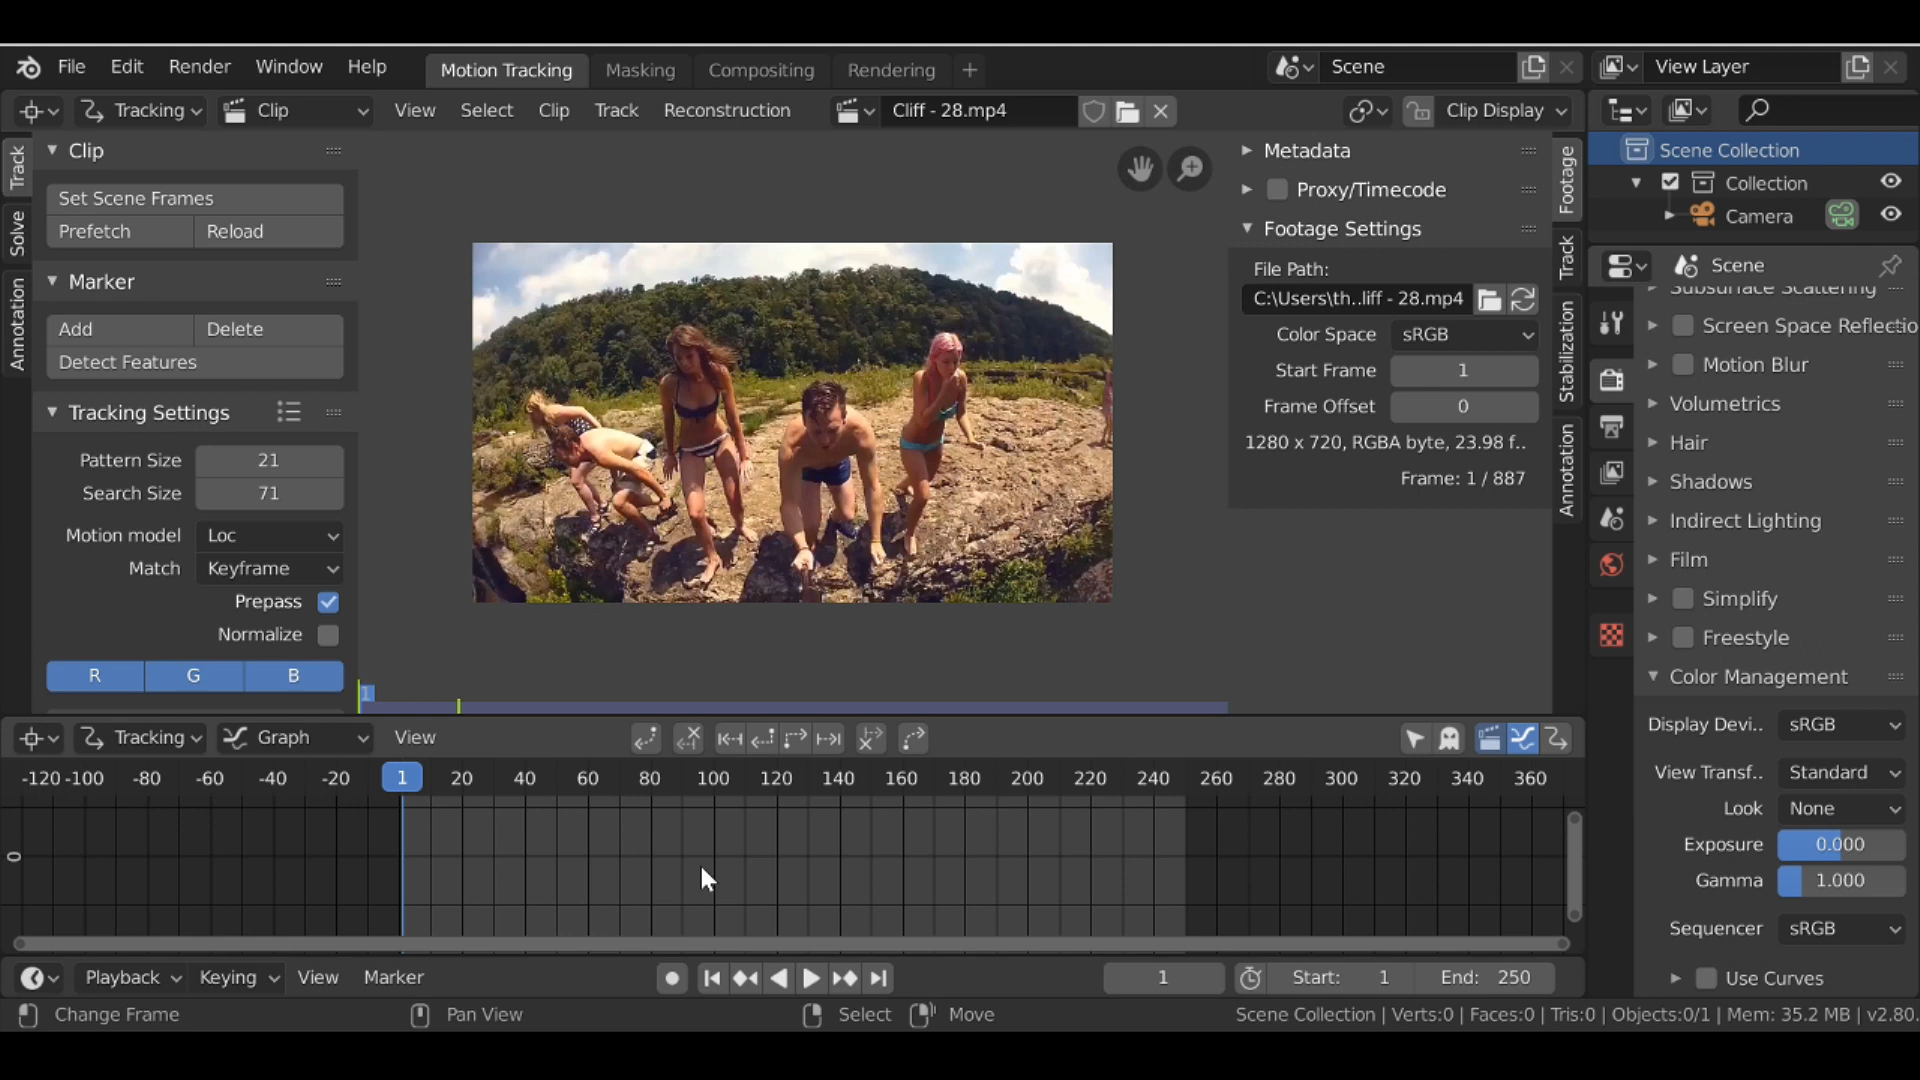 File Edit Render Window Help Motion Tracking Masking Compositing Rendering + Scene View Layer
Tracking Clip View Select Clip Track Reconstruction Cliff - 28.mp4 Clip Display
Track
Solve
Annotation
Clip
Set Scene Frames
Prefetch Reload
Marker
Add Delete
Detect Features
Tracking Settings
Pattern Size 21
Search Size 71
Motion model Loc
Match Keyframe
Prepass
Normalize
R G B
1
Metadata
Proxy/Timecode
Footage Settings
File Path:
C:\Users\th..liff - 28.mp4
Color Space sRGB
Start Frame 1
Frame Offset 0
1280 x 720, RGBA byte, 23.98 f..
Frame: 1 / 887
Footage
Track
Stabilization
Annotation
Scene Collection
Collection
Camera
Scene
Subsurface Scattering
Screen Space Reflectio
Motion Blur
Volumetrics
Hair
Shadows
Indirect Lighting
Film
Simplify
Freestyle
Color Management
Display Devi.. sRGB
View Transf.. Standard
Look None
Exposure 0.000
Gamma 1.000
Sequencer sRGB
Use Curves
Tracking Graph View
-120 -100 -80 -60 -40 -20 1 20 40 60 80 100 120 140 160 180 200 220 240 260 280 300 320 340 360
0
Playback Keying View Marker 1 Start: 1 End: 250
Change Frame Pan View Select Move Scene Collection | Verts:0 | Faces:0 | Tris:0 | Objects:0/1 | Mem: 35.2 MB | v2.80.